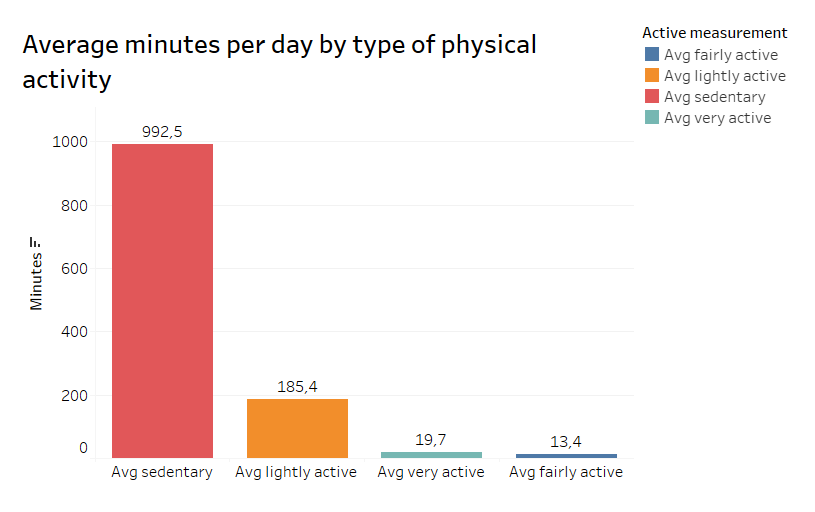 Average minutes per day by type of physical
activity
Active measurement
Avg fairly active
Avg lightly active
Avg sedentary
Avg very active
Minutes
1000
800
600
400
200
0
992,5
185,4
19,7
13,4
Avg sedentary
Avg lightly active
Avg very active
Avg fairly active